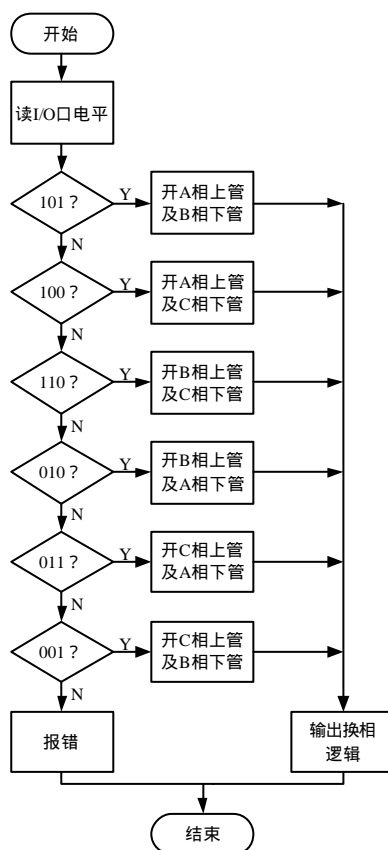 开始
读I/O口电平
101？
Y
开A相上管
及B相下管
N
100？
Y
开A相上管
及C相下管
N
110？
Y
开B相上管
及C相下管
N
010？
Y
开B相上管
及A相下管
N
011？
Y
开C相上管
及A相下管
N
001？
Y
开C相上管
及B相下管
N
报错
输出换相
逻辑
结束